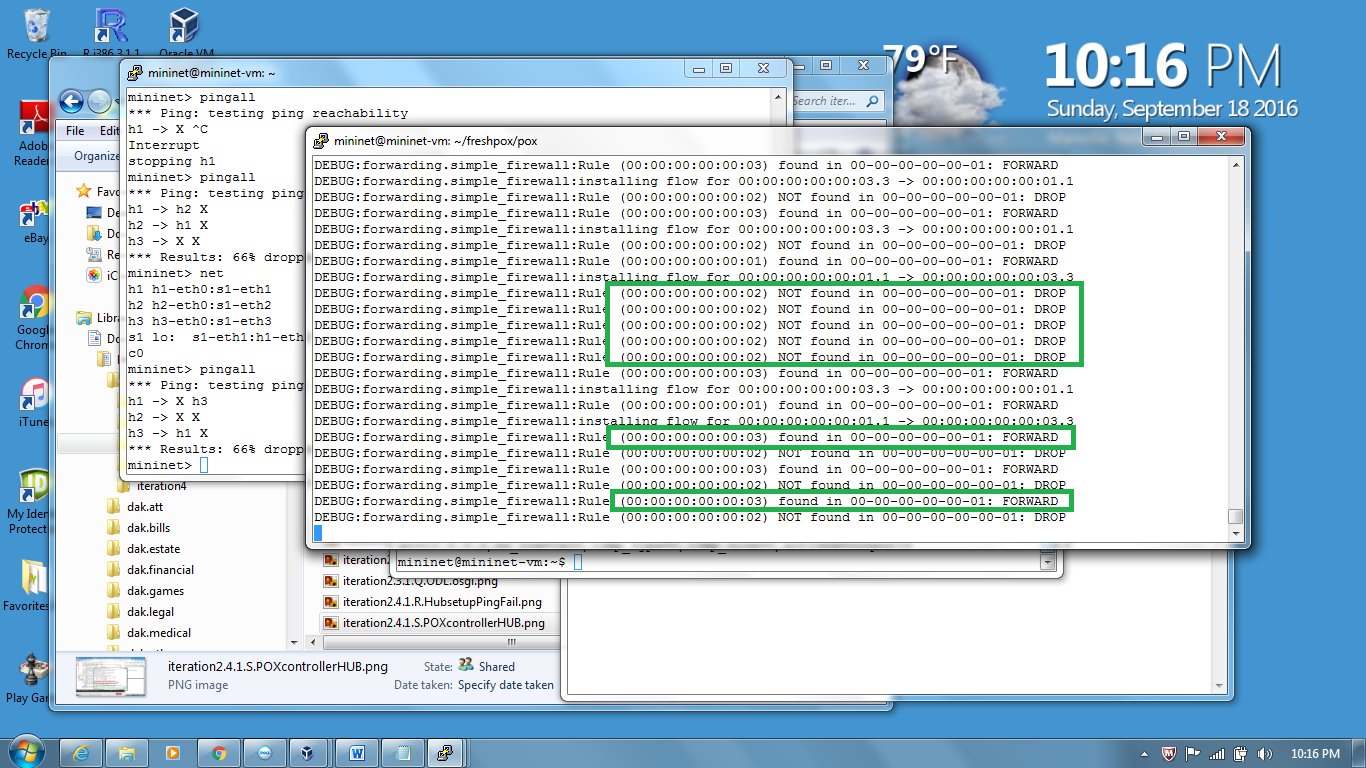 Recycle Bin
R i386 3.1.1
Oracle VM
79°F
10:16 PM
Sunday, September 18 2016
Adobe
Reader
eBay
Google
Chrome
iTunes
My Identity
Protect
Favorites
Play Games
mininet@mininet-vm: ~
mininet> pingall
*** Ping: testing ping reachability
h1 -> X ^C
Interrupt
stopping h1
mininet> pingall
*** Ping: testing ping
h1 -> h2 X
h2 -> h1 X
h3 -> X X
*** Results: 66% dropp
mininet> net
h1 h1-eth0:s1-eth1
h2 h2-eth0:s1-eth2
h3 h3-eth0:s1-eth3
s1 lo:  s1-eth1:h1-eth
c0
mininet> pingall
*** Ping: testing ping
h1 -> X h3
h2 -> X X
h3 -> h1 X
*** Results: 66% dropp
mininet>
mininet@mininet-vm: ~/freshpox/pox
DEBUG:forwarding.simple_firewall:Rule (00:00:00:00:00:03) found in 00-00-00-00-00-01: FORWARD
DEBUG:forwarding.simple_firewall:installing flow for 00:00:00:00:00:03.3 -> 00:00:00:00:00:01.1
DEBUG:forwarding.simple_firewall:Rule (00:00:00:00:00:02) NOT found in 00-00-00-00-00-01: DROP
DEBUG:forwarding.simple_firewall:Rule (00:00:00:00:00:03) found in 00-00-00-00-00-01: FORWARD
DEBUG:forwarding.simple_firewall:installing flow for 00:00:00:00:00:03.3 -> 00:00:00:00:00:01.1
DEBUG:forwarding.simple_firewall:Rule (00:00:00:00:00:02) NOT found in 00-00-00-00-00-01: DROP
DEBUG:forwarding.simple_firewall:Rule (00:00:00:00:00:01) found in 00-00-00-00-00-01: FORWARD
DEBUG:forwarding.simple_firewall:installing flow for 00:00:00:00:00:01.1 -> 00:00:00:00:00:03.3
DEBUG:forwarding.simple_firewall:Rule (00:00:00:00:00:02) NOT found in 00-00-00-00-00-01: DROP
DEBUG:forwarding.simple_firewall:Rule (00:00:00:00:00:02) NOT found in 00-00-00-00-00-01: DROP
DEBUG:forwarding.simple_firewall:Rule (00:00:00:00:00:02) NOT found in 00-00-00-00-00-01: DROP
DEBUG:forwarding.simple_firewall:Rule (00:00:00:00:00:02) NOT found in 00-00-00-00-00-01: DROP
DEBUG:forwarding.simple_firewall:Rule (00:00:00:00:00:02) NOT found in 00-00-00-00-00-01: DROP
DEBUG:forwarding.simple_firewall:Rule (00:00:00:00:00:03) found in 00-00-00-00-00-01: FORWARD
DEBUG:forwarding.simple_firewall:installing flow for 00:00:00:00:00:03.3 -> 00:00:00:00:00:01.1
DEBUG:forwarding.simple_firewall:Rule (00:00:00:00:00:01) found in 00-00-00-00-00-01: FORWARD
DEBUG:forwarding.simple_firewall:installing flow for 00:00:00:00:00:01.1 -> 00:00:00:00:00:03.3
DEBUG:forwarding.simple_firewall:Rule (00:00:00:00:00:03) found in 00-00-00-00-00-01: FORWARD
DEBUG:forwarding.simple_firewall:Rule (00:00:00:00:00:02) NOT found in 00-00-00-00-00-01: DROP
DEBUG:forwarding.simple_firewall:Rule (00:00:00:00:00:03) found in 00-00-00-00-00-01: FORWARD
DEBUG:forwarding.simple_firewall:Rule (00:00:00:00:00:02) NOT found in 00-00-00-00-00-01: DROP
DEBUG:forwarding.simple_firewall:Rule (00:00:00:00:00:03) found in 00-00-00-00-00-01: FORWARD
DEBUG:forwarding.simple_firewall:Rule (00:00:00:00:00:02) NOT found in 00-00-00-00-00-01: DROP
Search iter...
File Edit
Organize
Favo
De
Do
Re
iC
Libra
Do
iteration4
dak.att
dak.bills
dak.estate
dak.financial
dak.games
dak.legal
dak.medical
mininet@mininet-vm:~$
iteration2.3.1.Q.ODL.osgi.png
iteration2.4.1.R.HubsetupPingFail.png
iteration2.4.1.S.POXcontrollerHUB.png
iteration2.4.1.S.POXcontrollerHUB.png
State: Shared
PNG image
Date taken: Specify date taken
10:16 PM